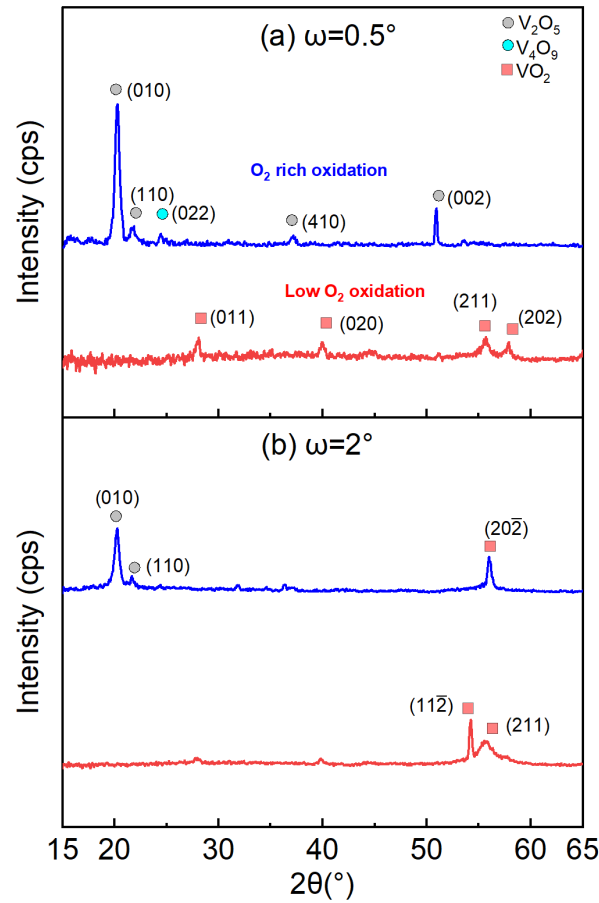 (a) ω=0.5°
V₂O₅
V₄O₉
VO₂
(010)
(110)
(022)
O₂ rich oxidation
(410)
(002)
Low O₂ oxidation
(011)
(020)
(211)
(202)
Intensity (cps)
(b) ω=2°
(010)
(110)
(202̅)
(112̅)
(211)
Intensity (cps)
15 20 30 40 50 60 65
2θ(°)